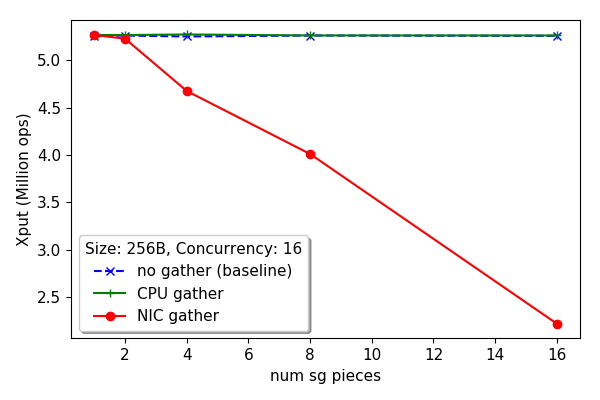 Xput (Million ops)
5.0
4.5
4.0
3.5
3.0
2.5
Size: 256B, Concurrency: 16
no gather (baseline)
CPU gather
NIC gather
2 4 6 8 10 12 14 16
num sg pieces